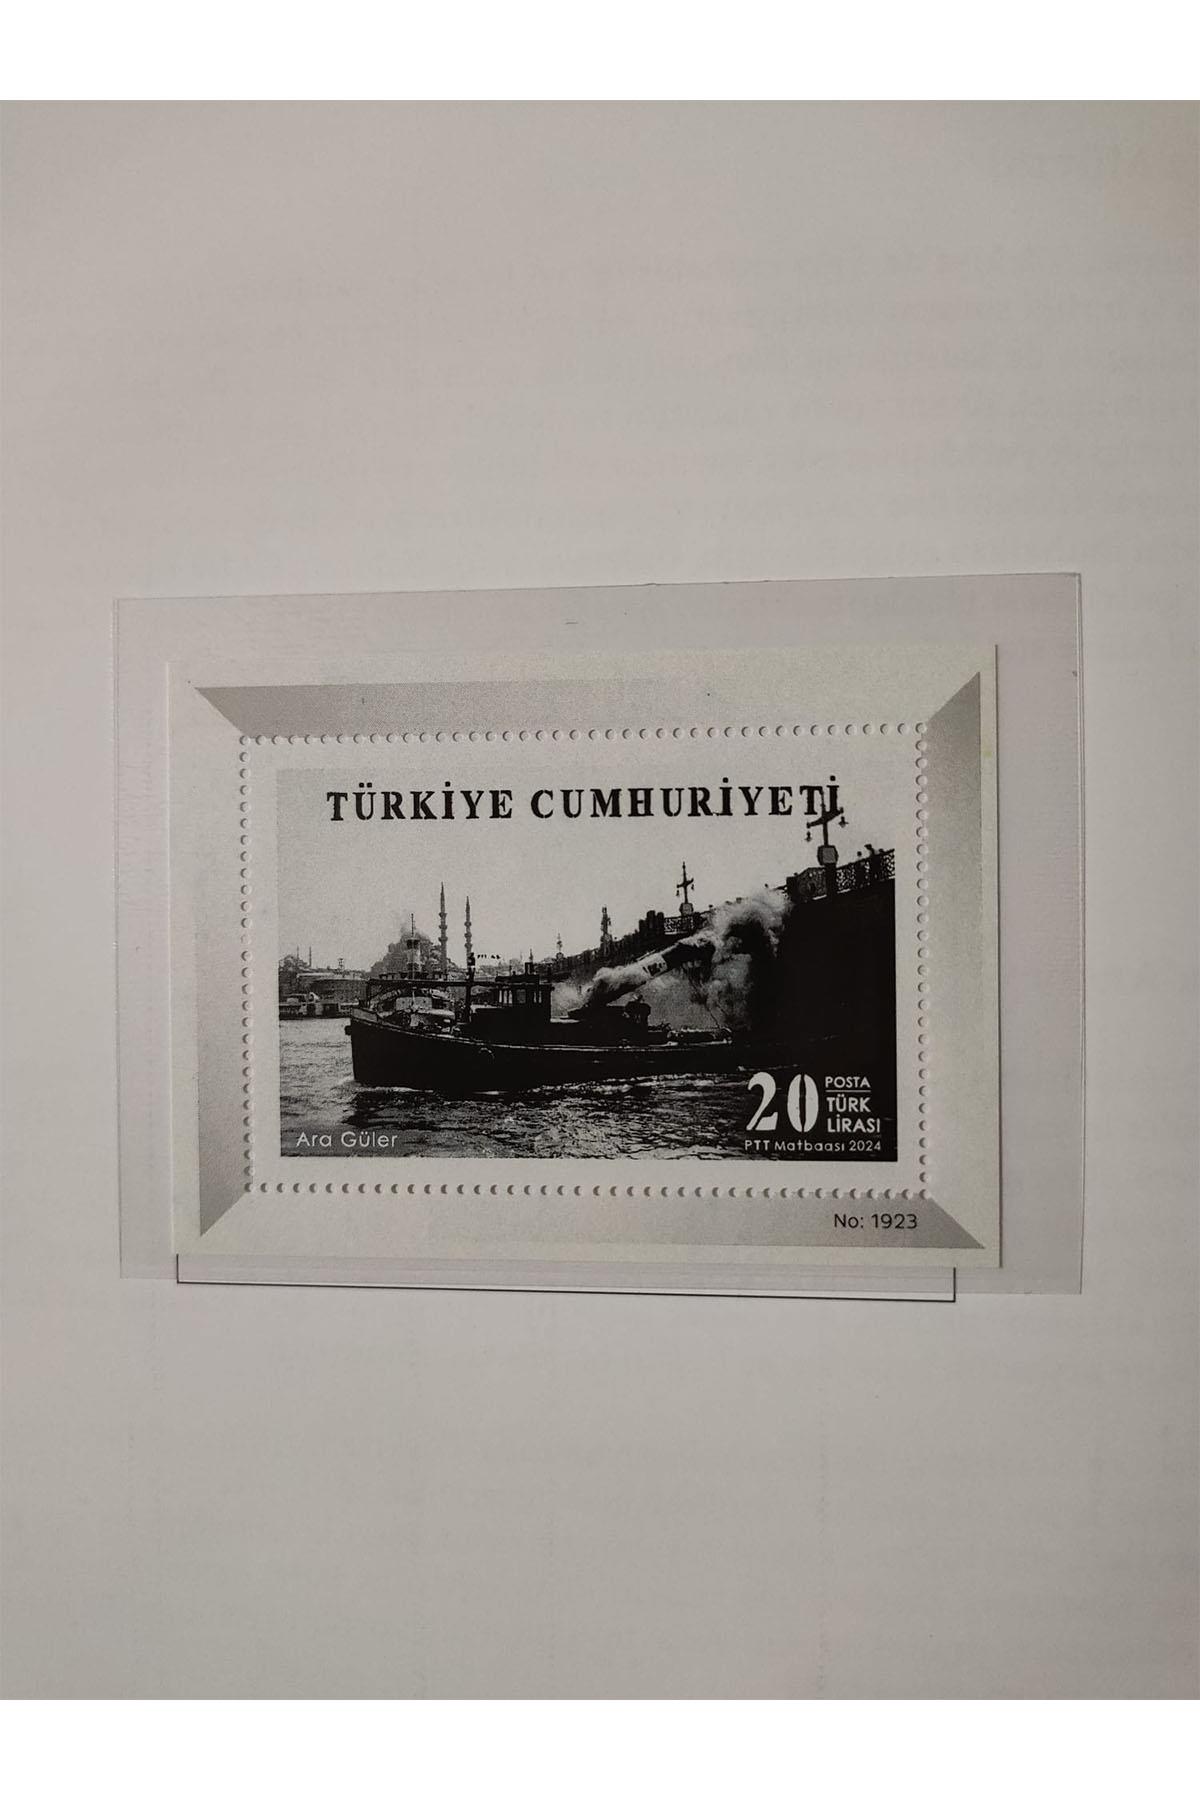 TÜRKİYE CUMHURİYETİ
Ara Güler
20 POSTA
TÜRK
LİRASI
PTT Matbaası 2024
No: 1923